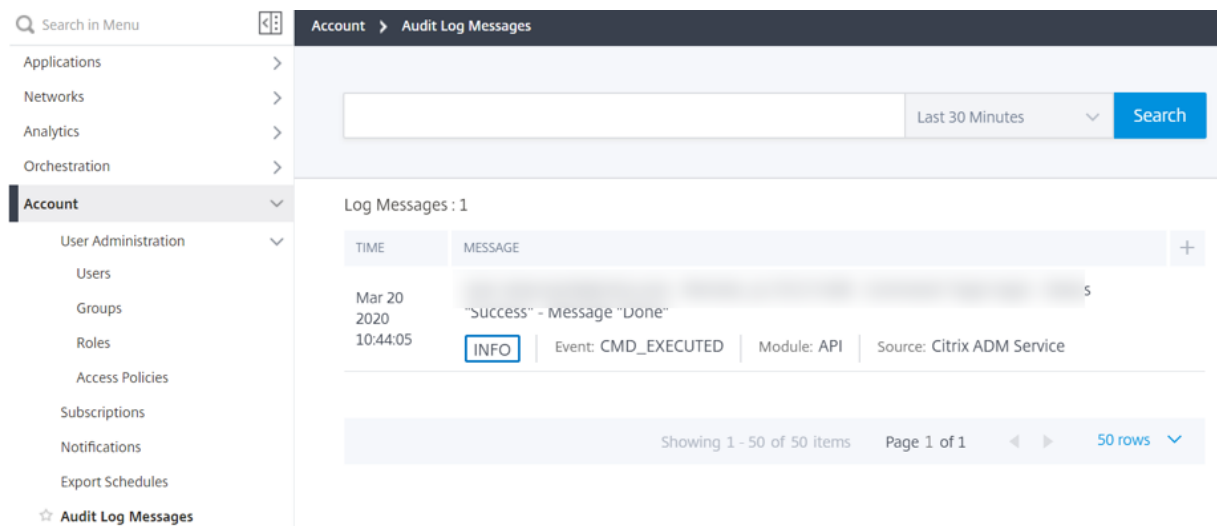 Search in Menu
Account > Audit Log Messages
Applications
Networks
Analytics
Orchestration
Account
User Administration
Users
Groups
Roles
Access Policies
Subscriptions
Notifications
Export Schedules
Audit Log Messages
Last 30 Minutes
Search
Log Messages : 1
TIME MESSAGE
Mar 20
2020
10:44:05
s
"Success" - Message "Done"
INFO Event: CMD_EXECUTED Module: API Source: Citrix ADM Service
Showing 1 - 50 of 50 items Page 1 of 1 50 rows